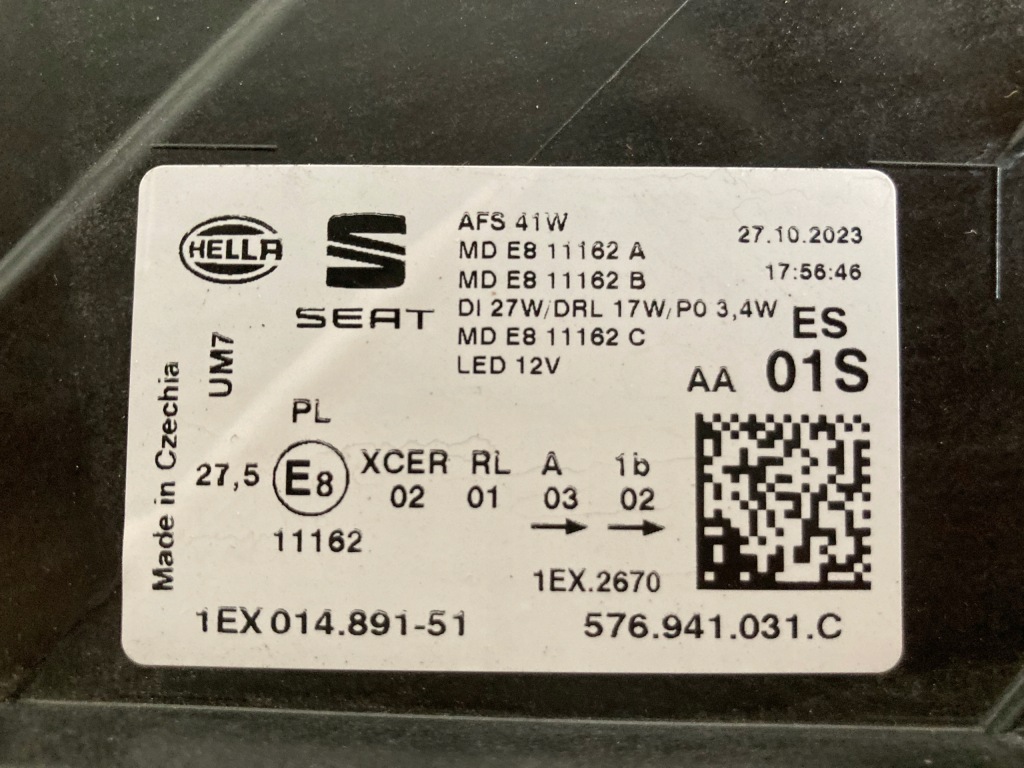 HELLA
SEAT
AFS 41W
MD E8 11162 A
MD E8 11162 B
DI 27W/DRL 17W/PO 3,4W
MD E8 11162 C
LED 12V
27.10.2023
17:56:46
ES
AA 01S
Made in Czechia
UM7
PL
27,5 E8 XCER RL A 1b
02 01 03 02
11162
1EX.2670
1EX 014.891-51
576.941.031.C